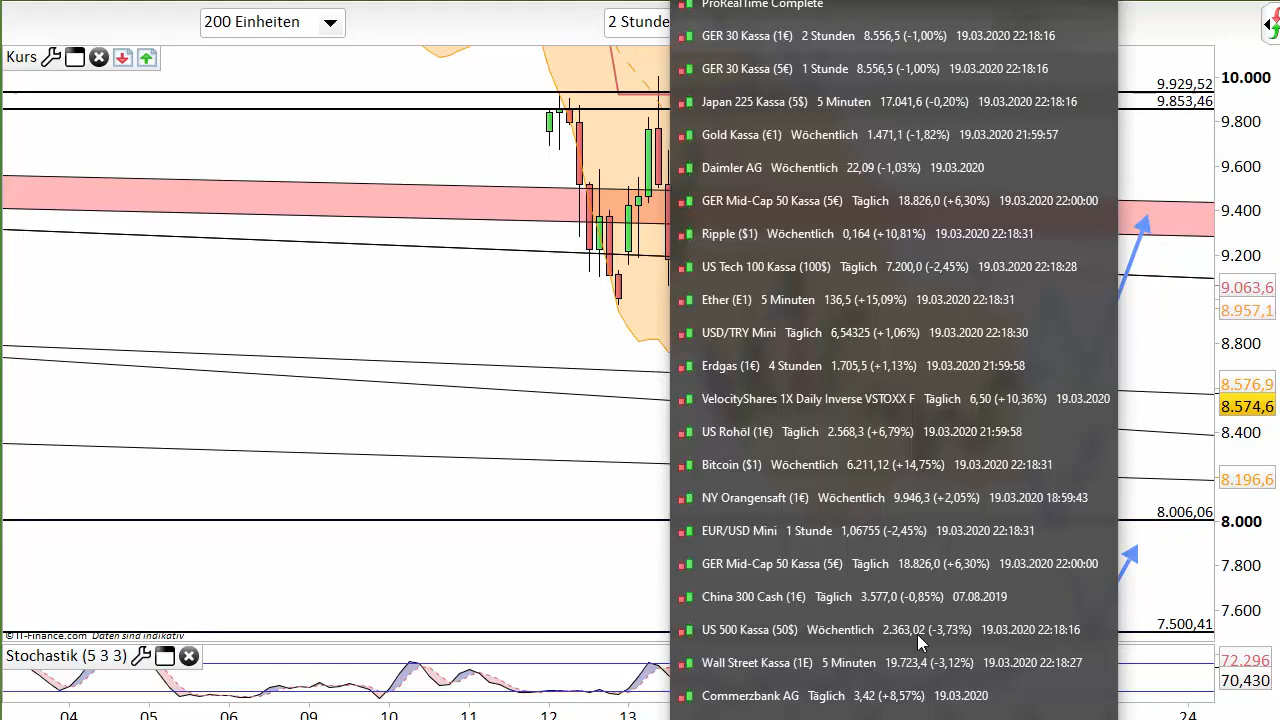 200 Einheiten
2 Stunde
Kurs
ProRealTime Complete
GER 30 Kassa (1€) 2 Stunden 8.556,5 (-1,00%) 19.03.2020 22:18:16
GER 30 Kassa (5€) 1 Stunde 8.556,5 (-1,00%) 19.03.2020 22:18:16
Japan 225 Kassa (5$) 5 Minuten 17.041,6 (-0,20%) 19.03.2020 22:18:16
Gold Kassa (€1) Wöchentlich 1.471,1 (-1,82%) 19.03.2020 21:59:57
Daimler AG Wöchentlich 22,09 (-1,03%) 19.03.2020
GER Mid-Cap 50 Kassa (5€) Täglich 18.826,0 (+6,30%) 19.03.2020 22:00:00
Ripple ($1) Wöchentlich 0,164 (+10,81%) 19.03.2020 22:18:31
US Tech 100 Kassa (100$) Täglich 7.200,0 (-2,45%) 19.03.2020 22:18:28
Ether (E1) 5 Minuten 136,5 (+15,09%) 19.03.2020 22:18:31
USD/TRY Mini Täglich 6,54325 (+1,06%) 19.03.2020 22:18:30
Erdgas (1€) 4 Stunden 1.705,5 (+1,13%) 19.03.2020 21:59:58
VelocityShares 1X Daily Inverse VSTOXX F Täglich 6,50 (+10,36%) 19.03.2020
US Rohöl (1€) Täglich 2.568,3 (+6,79%) 19.03.2020 21:59:58
Bitcoin ($1) Wöchentlich 6.211,12 (+14,75%) 19.03.2020 22:18:31
NY Orangensaft (1€) Wöchentlich 9.946,3 (+2,05%) 19.03.2020 18:59:43
EUR/USD Mini 1 Stunde 1,06755 (-2,45%) 19.03.2020 22:18:31
GER Mid-Cap 50 Kassa (5€) Täglich 18.826,0 (+6,30%) 19.03.2020 22:00:00
China 300 Cash (1€) Täglich 3.577,0 (-0,85%) 07.08.2019
US 500 Kassa (50$) Wöchentlich 2.363,02 (-3,73%) 19.03.2020 22:18:16
Wall Street Kassa (1E) 5 Minuten 19.723,4 (-3,12%) 19.03.2020 22:18:27
Commerzbank AG Täglich 3,42 (+8,57%) 19.03.2020
9.929,52
9.853,46
8.006,06
7.500,41
10.000
9.800
9.600
9.400
9.200
9.063,6
8.957,1
8.800
8.576,9
8.574,6
8.400
8.196,6
8.000
7.800
7.600
© IT-Finance.com Daten sind indikativ
Stochastik (5 3 3)
72,296
70,430
04 05 08 09 10 11 12 13 24